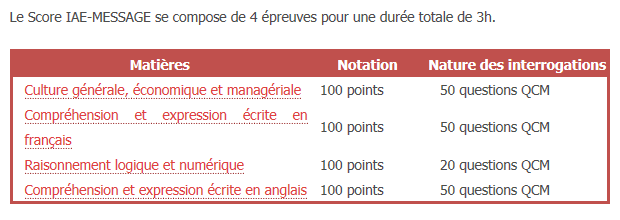 Le Score IAE-MESSAGE se compose de 4 épreuves pour une durée totale de 3h.
Matières Notation Nature des interrogations
Culture générale, économique et managériale 100 points 50 questions QCM
Compréhension et expression écrite en
français 100 points 50 questions QCM
Raisonnement logique et numérique 100 points 20 questions QCM
Compréhension et expression écrite en anglais 100 points 50 questions QCM